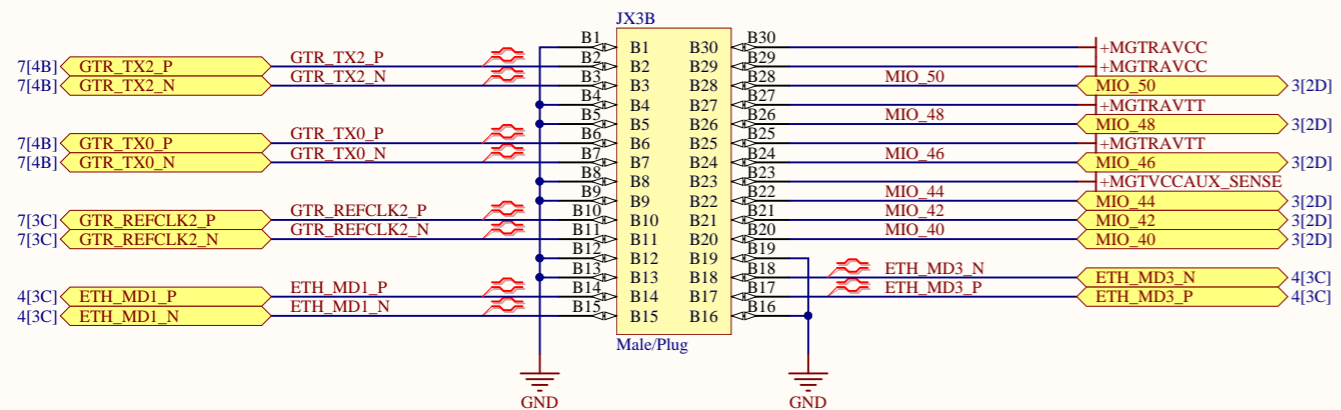 JX3B
B1 B1 B30 B30 +MGTRAVCC
7[4B] GTR_TX2_P GTR_TX2_P B2 B2 B29 B29 +MGTRAVCC
7[4B] GTR_TX2_N GTR_TX2_N B3 B3 B28 B28 MIO_50 MIO_50 3[2D]
B4 B4 B27 B27 +MGTRAVTT
B5 B5 B26 B26 MIO_48 MIO_48 3[2D]
7[4B] GTR_TX0_P GTR_TX0_P B6 B6 B25 B25 +MGTRAVTT
7[4B] GTR_TX0_N GTR_TX0_N B7 B7 B24 B24 MIO_46 MIO_46 3[2D]
B8 B8 B23 B23 +MGTVCCAUX_SENSE
B9 B9 B22 B22 MIO_44 MIO_44 3[2D]
7[3C] GTR_REFCLK2_P GTR_REFCLK2_P B10 B10 B21 B21 MIO_42 MIO_42 3[2D]
7[3C] GTR_REFCLK2_N GTR_REFCLK2_N B11 B11 B20 B20 MIO_40 MIO_40 3[2D]
B12 B12 B19 B19
B13 B13 B18 B18 ETH_MD3_N ETH_MD3_N 4[3C]
4[3C] ETH_MD1_P ETH_MD1_P B14 B14 B17 B17 ETH_MD3_P ETH_MD3_P 4[3C]
4[3C] ETH_MD1_N ETH_MD1_N B15 B15 B16 B16
Male/Plug
GND GND